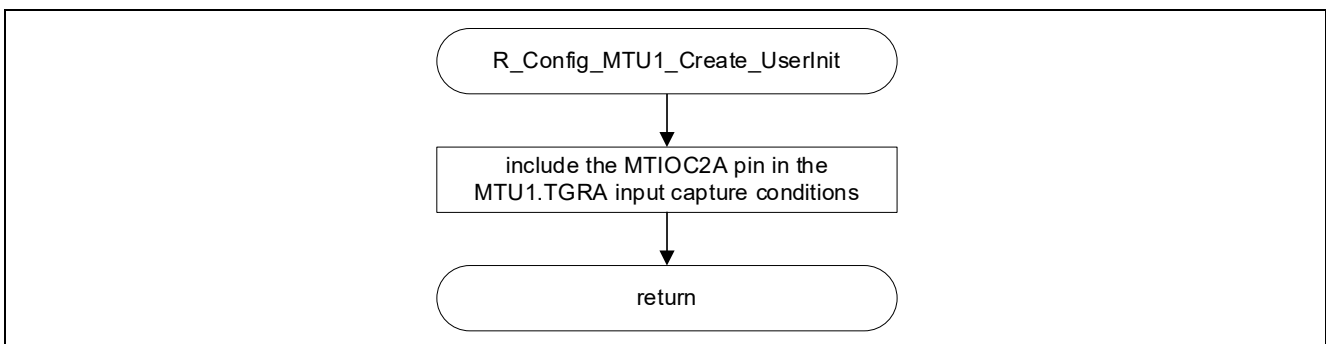 R_Config_MTU1_Create_UserInit
include the MTIOC2A pin in the
MTU1.TGRA input capture conditions
return